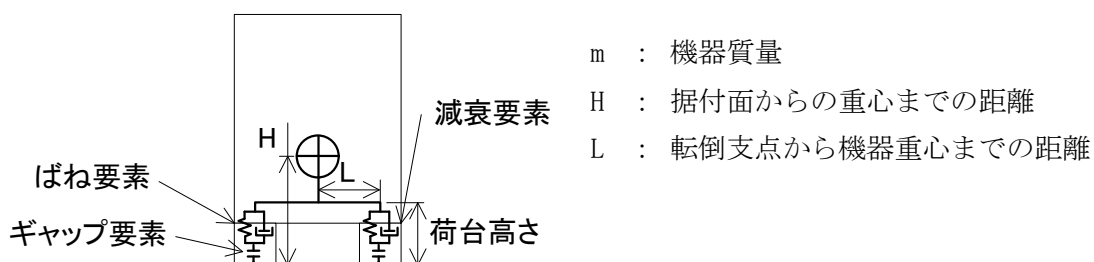 m : 機器質量
H : 据付面からの重心までの距離
L : 転倒支点から機器重心までの距離
減衰要素
H
L
ばね要素
ギャップ要素
荷台高さ